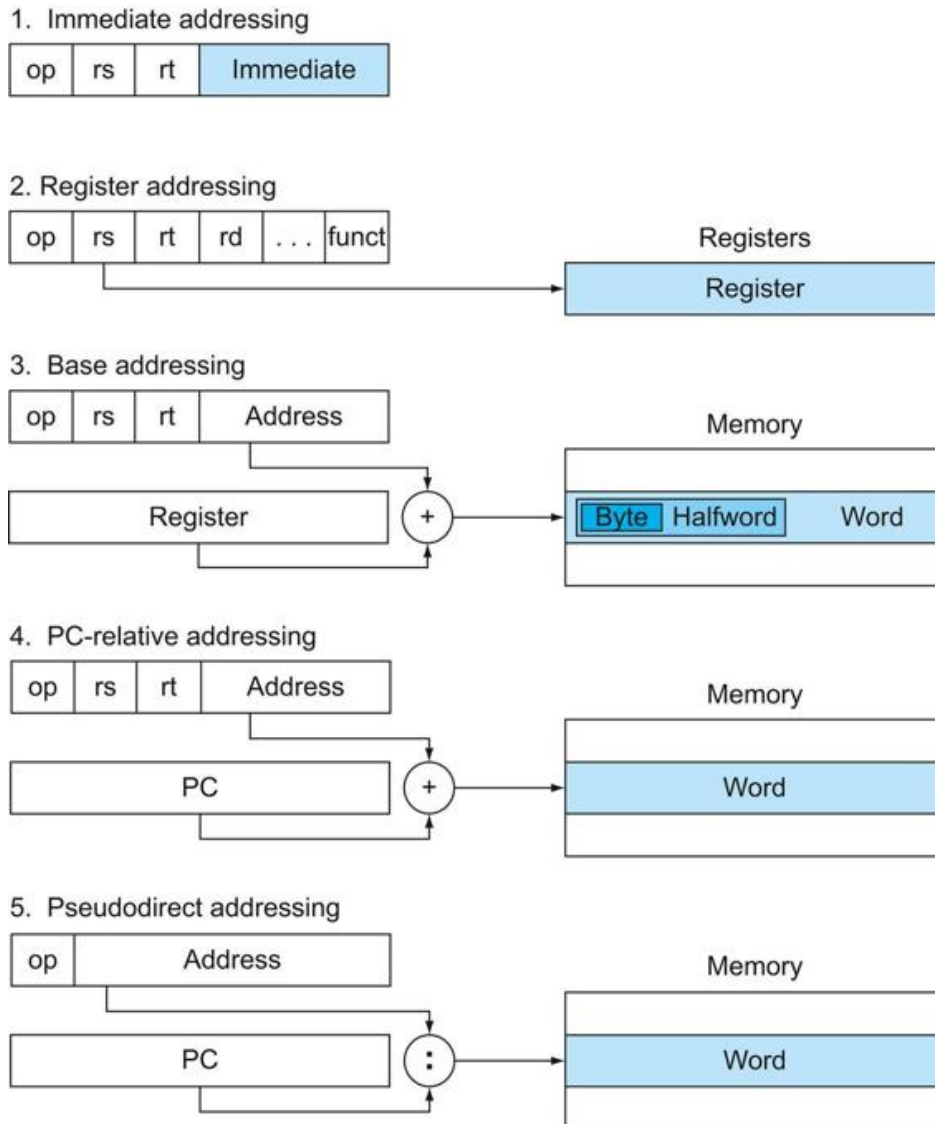 1. Immediate addressing
op rs rt Immediate
2. Register addressing
op rs rt rd . . . funct
Registers
Register
3. Base addressing
op rs rt Address
Memory
Register
+
Byte Halfword Word
4. PC-relative addressing
op rs rt Address
Memory
PC
+
Word
5. Pseudodirect addressing
op Address
Memory
PC
:
Word